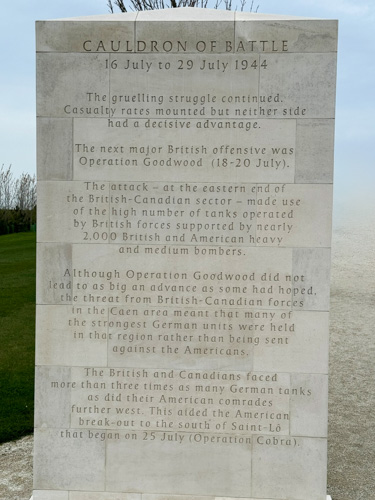 CAULDRON OF BATTLE
16 July to 29 July 1944
The gruelling struggle continued.
Casualty rates mounted but neither side
had a decisive advantage.
The next major British offensive was
Operation Goodwood (18-20 July).
The attack – at the eastern end of
the British-Canadian sector – made use
of the high number of tanks operated
by British forces supported by nearly
2,000 British and American heavy
and medium bombers.
Although Operation Goodwood did not
lead to as big an advance as some had hoped,
the threat from British-Canadian forces
in the Caen area meant that many of
the strongest German units were held
in that region rather than being sent
against the Americans.
The British and Canadians faced
more than three times as many German tanks
as did their American comrades
further west. This aided the American
break-out to the south of Saint-Lô
that began on 25 July (Operation Cobra).